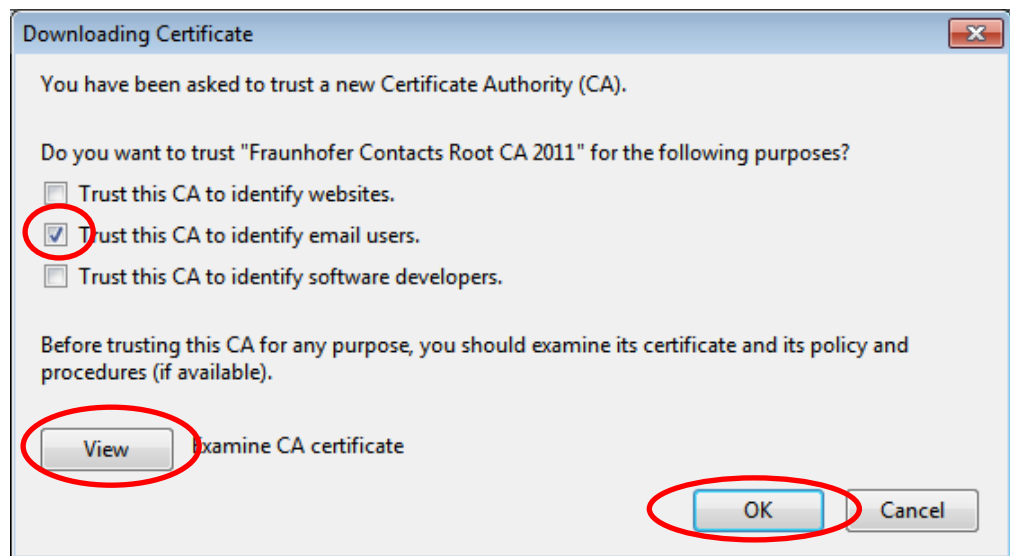 Downloading Certificate
You have been asked to trust a new Certificate Authority (CA).
Do you want to trust "Fraunhofer Contacts Root CA 2011" for the following purposes?
Trust this CA to identify websites.
Trust this CA to identify email users.
Trust this CA to identify software developers.
Before trusting this CA for any purpose, you should examine its certificate and its policy and
procedures (if available).
View Examine CA certificate
OK Cancel